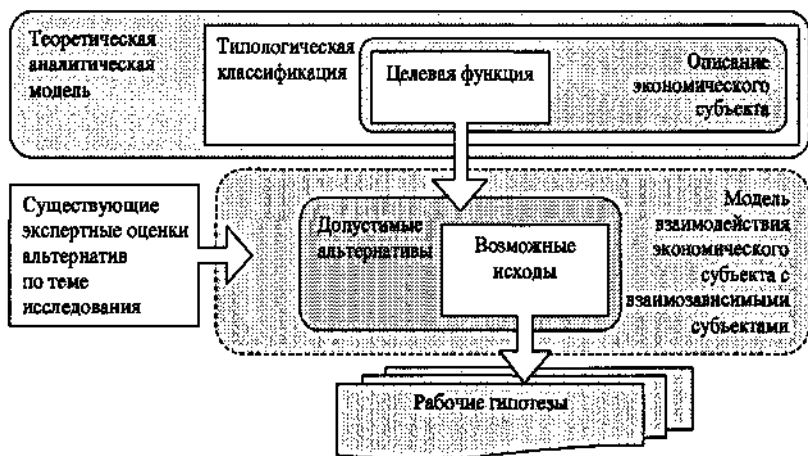 Теоретическая
аналитическая
модель
Типологическая
классификация
Целевая функция
Описание
экономического
субъекта
Существующие
экспертные оценки
альтернатив
по теме
исследования
Допустимые
альтернативы
Возможные
исходы
Модель
взаимодействия
экономического
субъекта с
взаимозависимыми
субъектами
Рабочие гипотезы